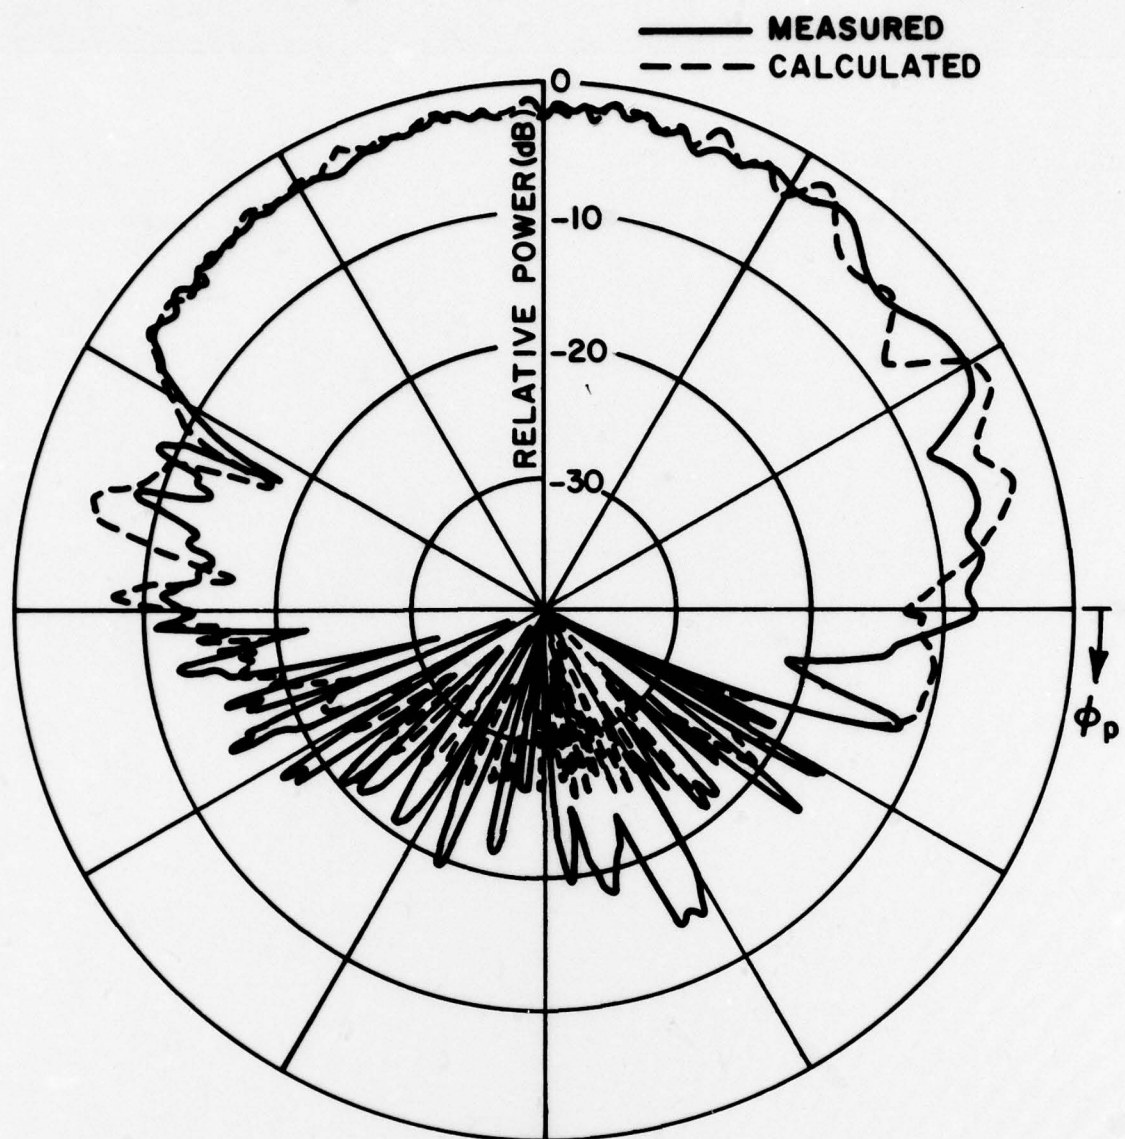 MEASURED
CALCULATED
0
-10
-20
-30
RELATIVE POWER (dB)
ϕp